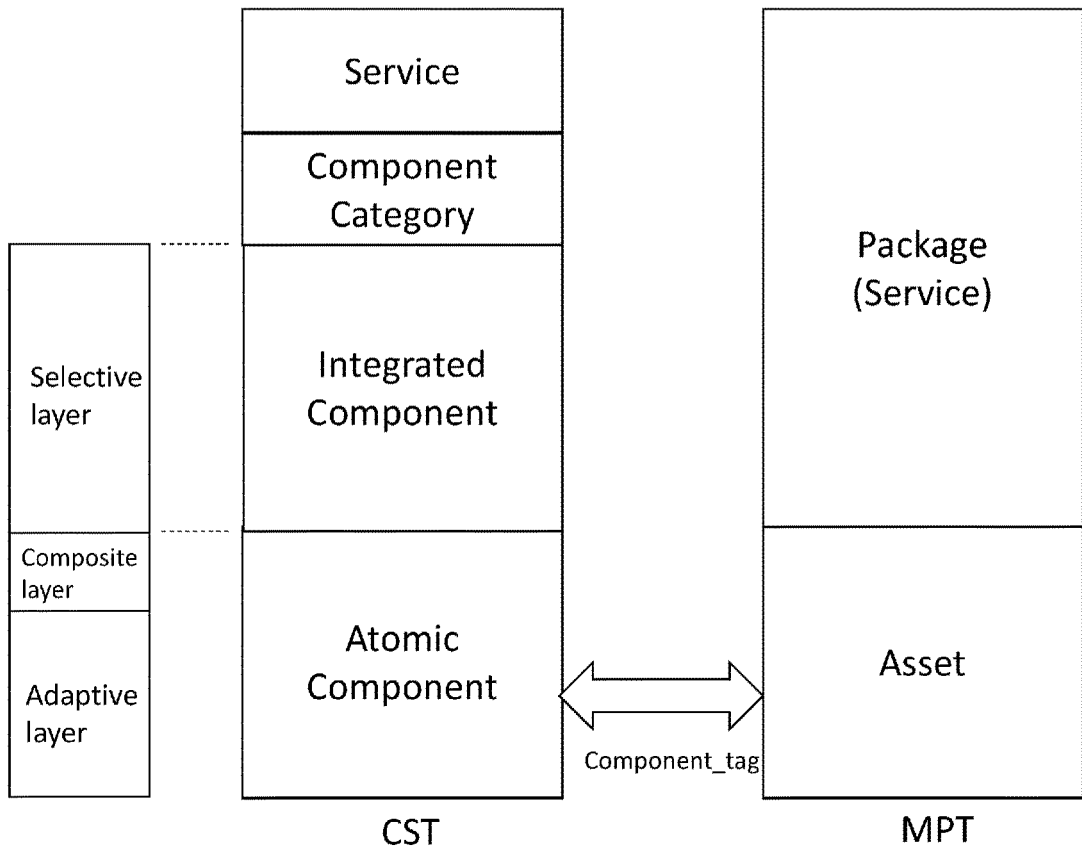 Service
Component
Category
Integrated
Component
Atomic
Component
CST
Selective
layer
Composite
layer
Adaptive
layer
Component_tag
Package
(Service)
Asset
MPT